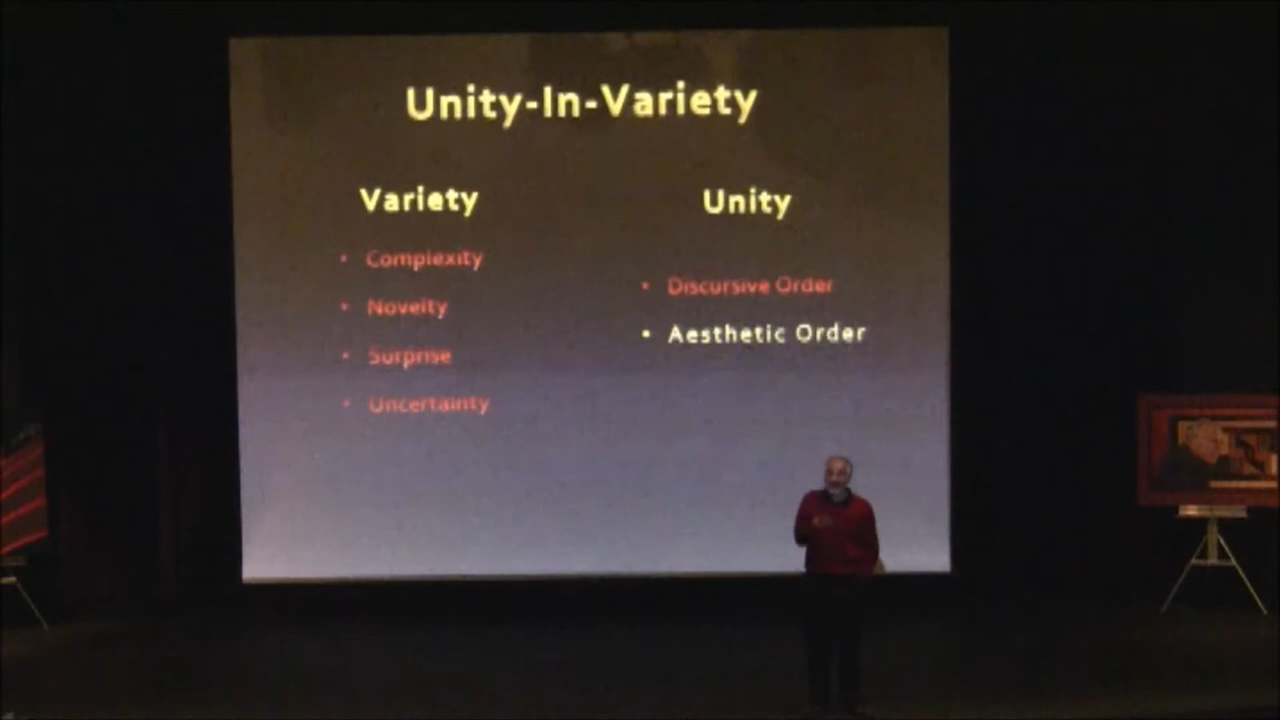 Unity-In-Variety
Variety
• Complexity
• Novelty
• Surprise
• Uncertainty
Unity
• Discursive Order
• Aesthetic Order